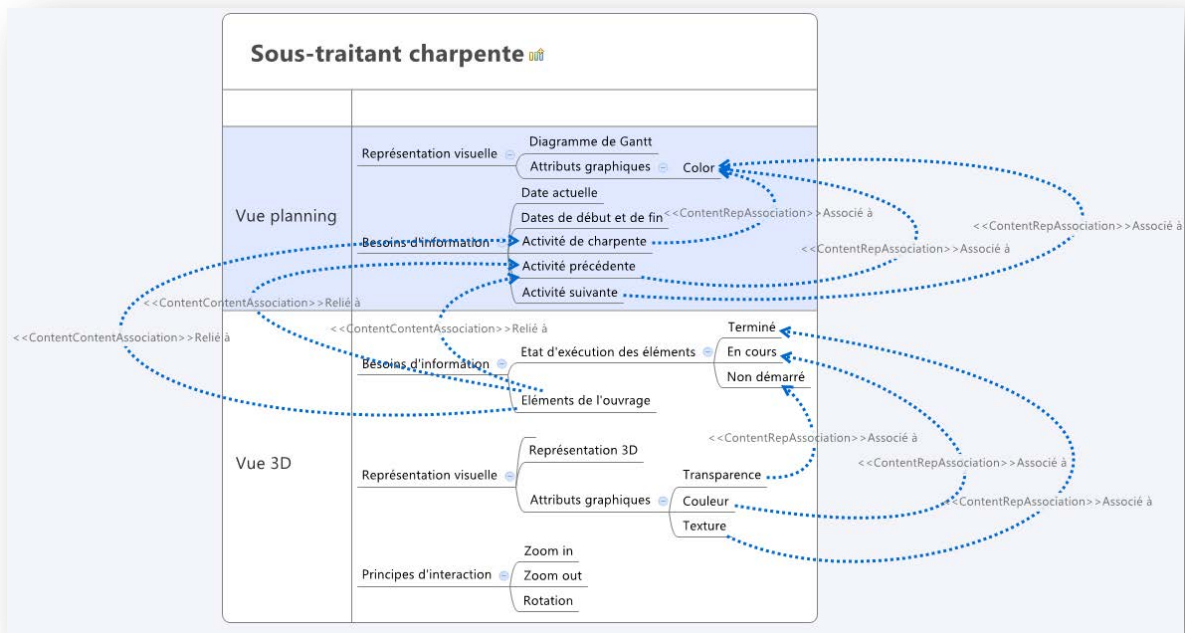 Sous-traitant charpente
Vue planning
Représentation visuelle
Diagramme de Gantt
Attributs graphiques
Color
Besoins d'information
Date actuelle
Dates de début et de fin
Activité de charpente
Activité précédente
Activité suivante
<<ContentRepAssociation>>Associé à
<<ContentRepAssociation>>Associé à
<<ContentRepAssociation>>Associé à
<<ContentContentAssociation>>Relié à
<<ContentContentAssociation>>Relié à
<<ContentContentAssociation>>Relié à
Vue 3D
Besoins d'information
Etat d'exécution des éléments
Terminé
En cours
Non démarré
Eléments de l'ouvrage
Représentation visuelle
Représentation 3D
Attributs graphiques
Transparence
Couleur
Texture
<<ContentRepAssociation>>Associé à
<<ContentRepAssociation>>Associé à
<<ContentRepAssociation>>Associé à
Principes d'interaction
Zoom in
Zoom out
Rotation